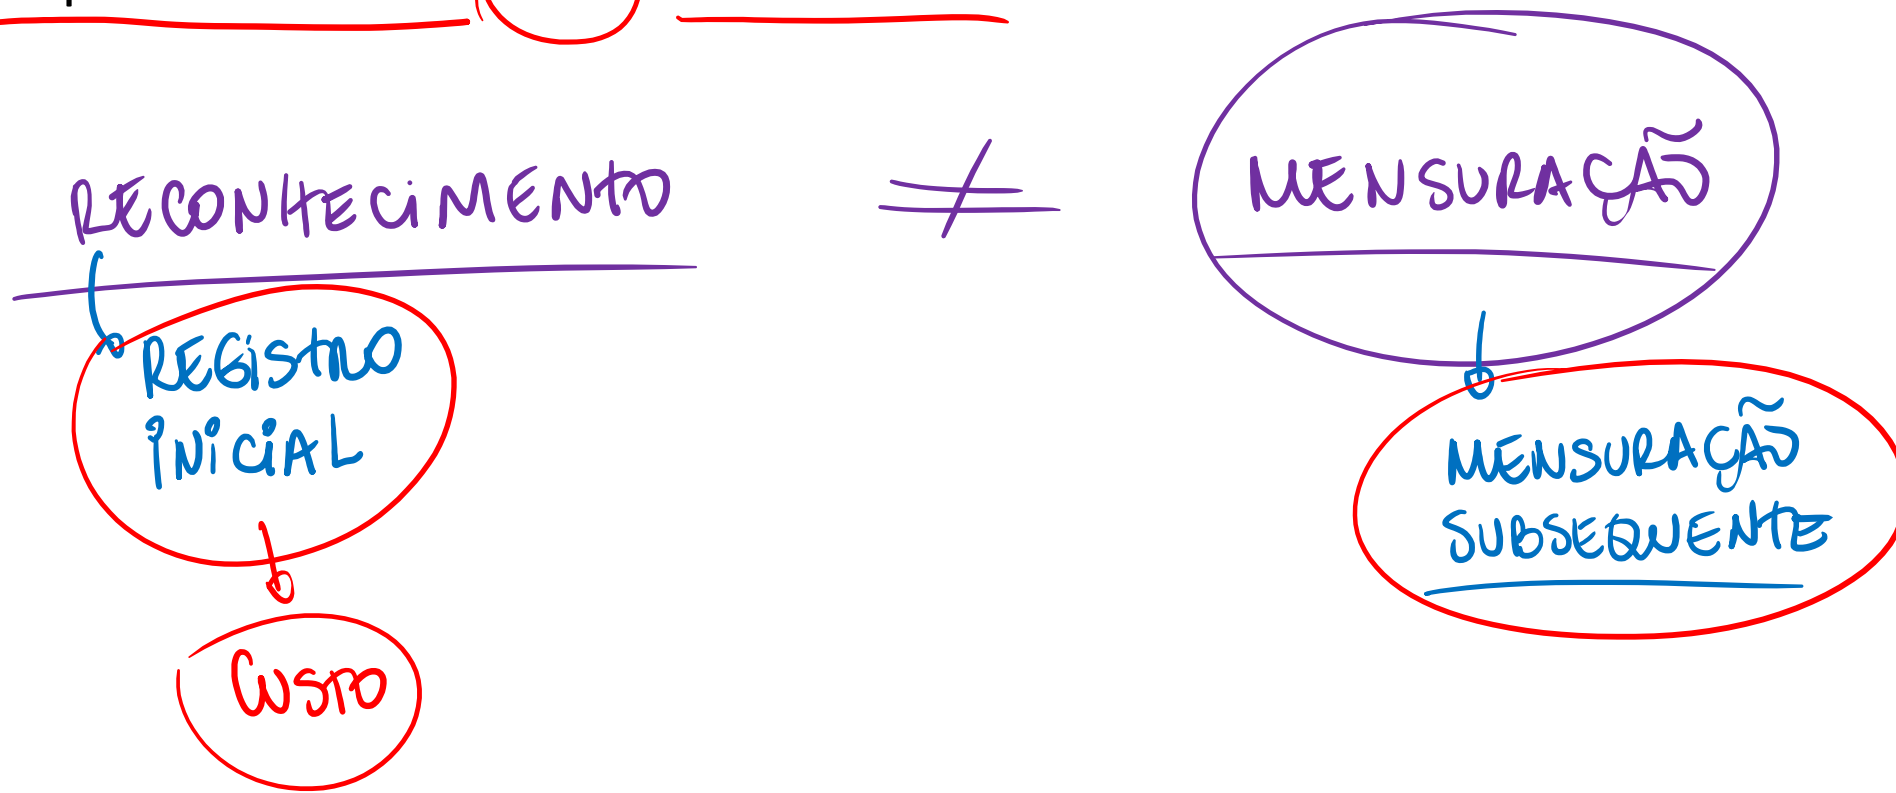 RECONHECIMENTO ≠ MENSURAÇÃO
REGISTRO
INICIAL
MENSURAÇÃO
SUBSEQUENTE
CUSTO